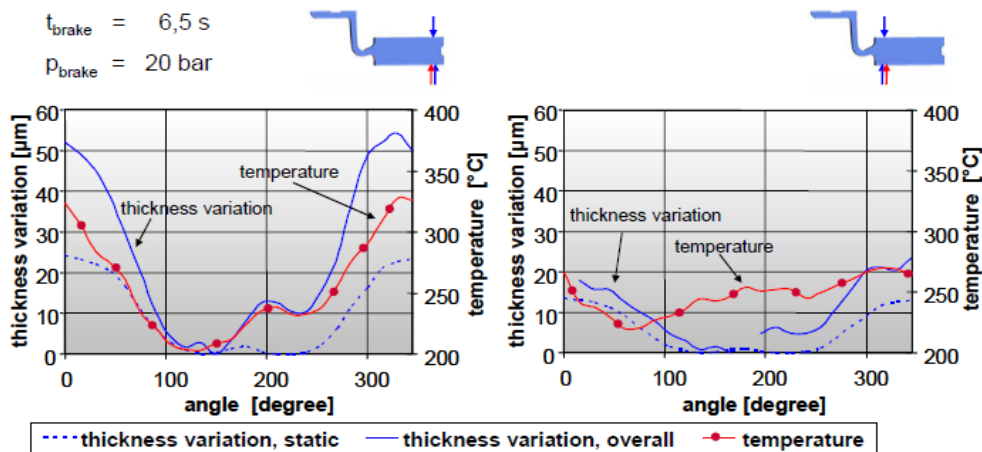 t brake = 6,5 s
p brake = 20 bar
thickness variation [µm]
60
50
40
30
20
10
0
temperature
thickness variation
400
350
300
250
200
temperature [°C]
0 100 200 300
angle [degree]
thickness variation [µm]
60
50
40
30
20
10
0
thickness variation
temperature
400
350
300
250
200
temperature [°C]
0 100 200 300
angle [degree]
thickness variation, static thickness variation, overall temperature